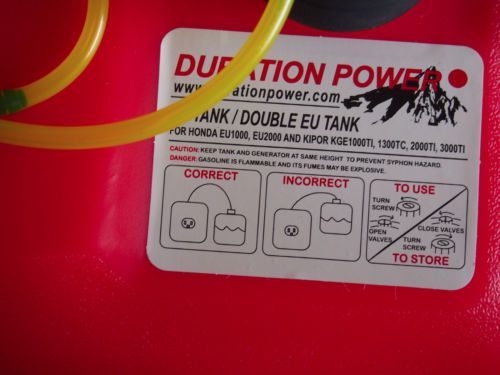 DURATION POWER
www.durationpower.com
TANK / DOUBLE EU TANK
FOR HONDA EU1000, EU2000 AND KIPOR KGE1000TI, 1300TC, 2000TI, 3000TI
CAUTION: KEEP TANK AND GENERATOR AT SAME HEIGHT TO PREVENT SYPHON HAZARD.
DANGER: GASOLINE IS FLAMMABLE AND ITS FUMES MAY BE EXPLOSIVE.
CORRECT
INCORRECT
TO USE
TURN
SCREW
OPEN
VALVES
CLOSE VALVES
TURN
SCREW
TO STORE